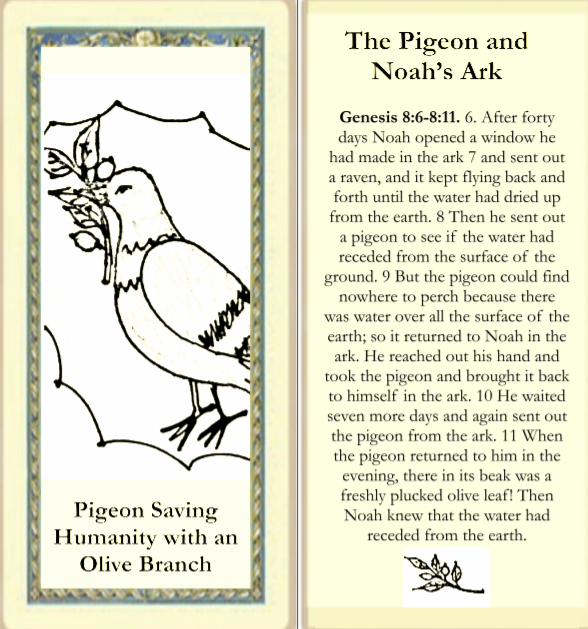 Pigeon Saving
Humanity with an
Olive Branch
The Pigeon and
Noah's Ark
Genesis 8:6-8:11. 6. After forty
days Noah opened a window he
had made in the ark 7 and sent out
a raven, and it kept flying back and
forth until the water had dried up
from the earth. 8 Then he sent out
a pigeon to see if the water had
receded from the surface of the
ground. 9 But the pigeon could find
nowhere to perch because there
was water over all the surface of the
earth; so it returned to Noah in the
ark. He reached out his hand and
took the pigeon and brought it back
to himself in the ark. 10 He waited
seven more days and again sent out
the pigeon from the ark. 11 When
the pigeon returned to him in the
evening, there in its beak was a
freshly plucked olive leaf! Then
Noah knew that the water had
receded from the earth.